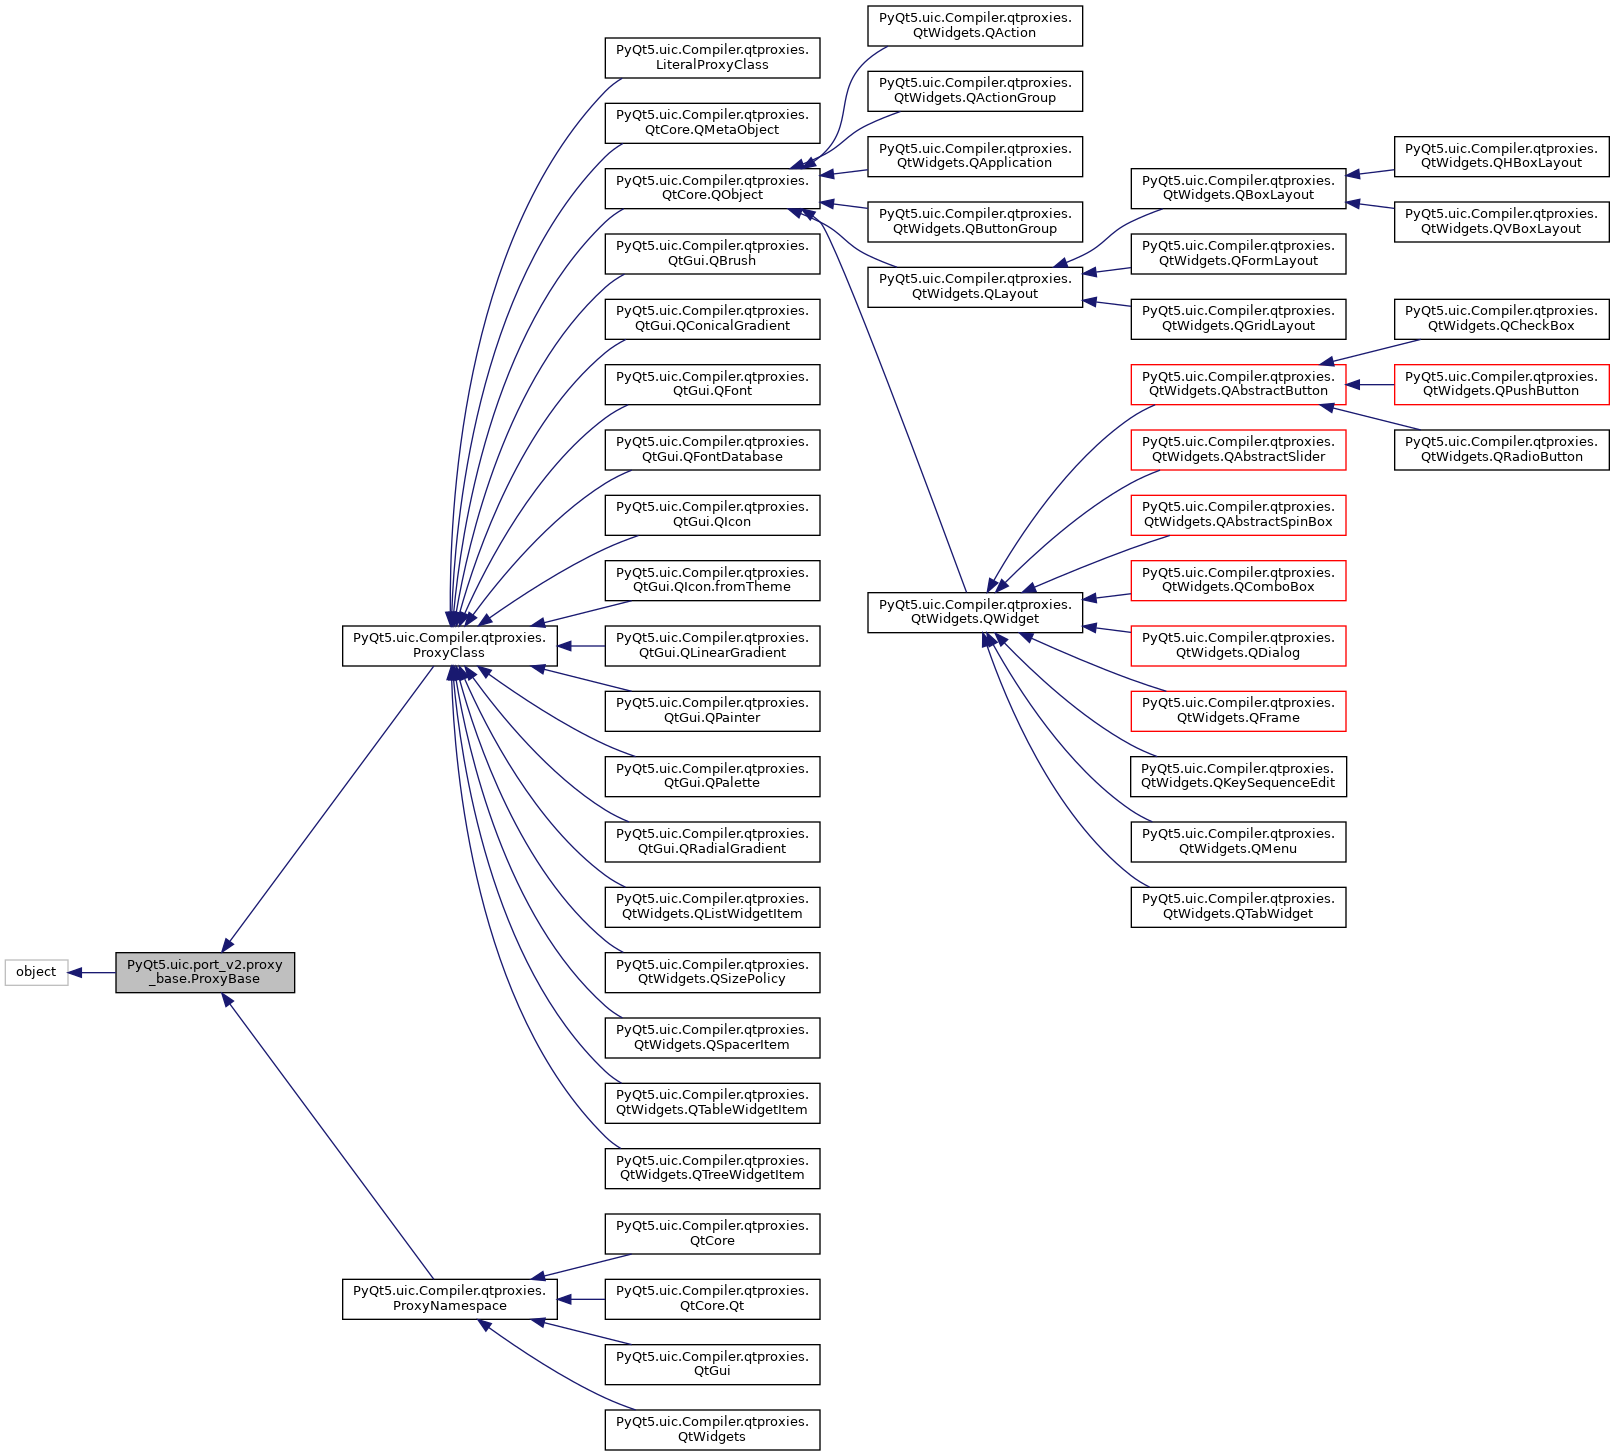 object
PyQt5.uic.port_v2.proxy
_base.ProxyBase
PyQt5.uic.Compiler.qtproxies.
ProxyClass
PyQt5.uic.Compiler.qtproxies.
ProxyNamespace
PyQt5.uic.Compiler.qtproxies.
LiteralProxyClass
PyQt5.uic.Compiler.qtproxies.
QtCore.QMetaObject
PyQt5.uic.Compiler.qtproxies.
QtCore.QObject
PyQt5.uic.Compiler.qtproxies.
QtGui.QBrush
PyQt5.uic.Compiler.qtproxies.
QtGui.QConicalGradient
PyQt5.uic.Compiler.qtproxies.
QtGui.QFont
PyQt5.uic.Compiler.qtproxies.
QtGui.QFontDatabase
PyQt5.uic.Compiler.qtproxies.
QtGui.QIcon
PyQt5.uic.Compiler.qtproxies.
QtGui.QIcon.fromTheme
PyQt5.uic.Compiler.qtproxies.
QtGui.QLinearGradient
PyQt5.uic.Compiler.qtproxies.
QtGui.QPainter
PyQt5.uic.Compiler.qtproxies.
QtGui.QPalette
PyQt5.uic.Compiler.qtproxies.
QtGui.QRadialGradient
PyQt5.uic.Compiler.qtproxies.
QtWidgets.QListWidgetItem
PyQt5.uic.Compiler.qtproxies.
QtWidgets.QSizePolicy
PyQt5.uic.Compiler.qtproxies.
QtWidgets.QSpacerItem
PyQt5.uic.Compiler.qtproxies.
QtWidgets.QTableWidgetItem
PyQt5.uic.Compiler.qtproxies.
QtWidgets.QTreeWidgetItem
PyQt5.uic.Compiler.qtproxies.
QtCore
PyQt5.uic.Compiler.qtproxies.
QtCore.Qt
PyQt5.uic.Compiler.qtproxies.
QtGui
PyQt5.uic.Compiler.qtproxies.
QtWidgets
PyQt5.uic.Compiler.qtproxies.
QtWidgets.QAction
PyQt5.uic.Compiler.qtproxies.
QtWidgets.QActionGroup
PyQt5.uic.Compiler.qtproxies.
QtWidgets.QApplication
PyQt5.uic.Compiler.qtproxies.
QtWidgets.QButtonGroup
PyQt5.uic.Compiler.qtproxies.
QtWidgets.QLayout
PyQt5.uic.Compiler.qtproxies.
QtWidgets.QWidget
PyQt5.uic.Compiler.qtproxies.
QtWidgets.QBoxLayout
PyQt5.uic.Compiler.qtproxies.
QtWidgets.QFormLayout
PyQt5.uic.Compiler.qtproxies.
QtWidgets.QGridLayout
PyQt5.uic.Compiler.qtproxies.
QtWidgets.QAbstractButton
PyQt5.uic.Compiler.qtproxies.
QtWidgets.QAbstractSlider
PyQt5.uic.Compiler.qtproxies.
QtWidgets.QAbstractSpinBox
PyQt5.uic.Compiler.qtproxies.
QtWidgets.QComboBox
PyQt5.uic.Compiler.qtproxies.
QtWidgets.QDialog
PyQt5.uic.Compiler.qtproxies.
QtWidgets.QFrame
PyQt5.uic.Compiler.qtproxies.
QtWidgets.QKeySequenceEdit
PyQt5.uic.Compiler.qtproxies.
QtWidgets.QMenu
PyQt5.uic.Compiler.qtproxies.
QtWidgets.QTabWidget
PyQt5.uic.Compiler.qtproxies.
QtWidgets.QHBoxLayout
PyQt5.uic.Compiler.qtproxies.
QtWidgets.QVBoxLayout
PyQt5.uic.Compiler.qtproxies.
QtWidgets.QCheckBox
PyQt5.uic.Compiler.qtproxies.
QtWidgets.QPushButton
PyQt5.uic.Compiler.qtproxies.
QtWidgets.QRadioButton